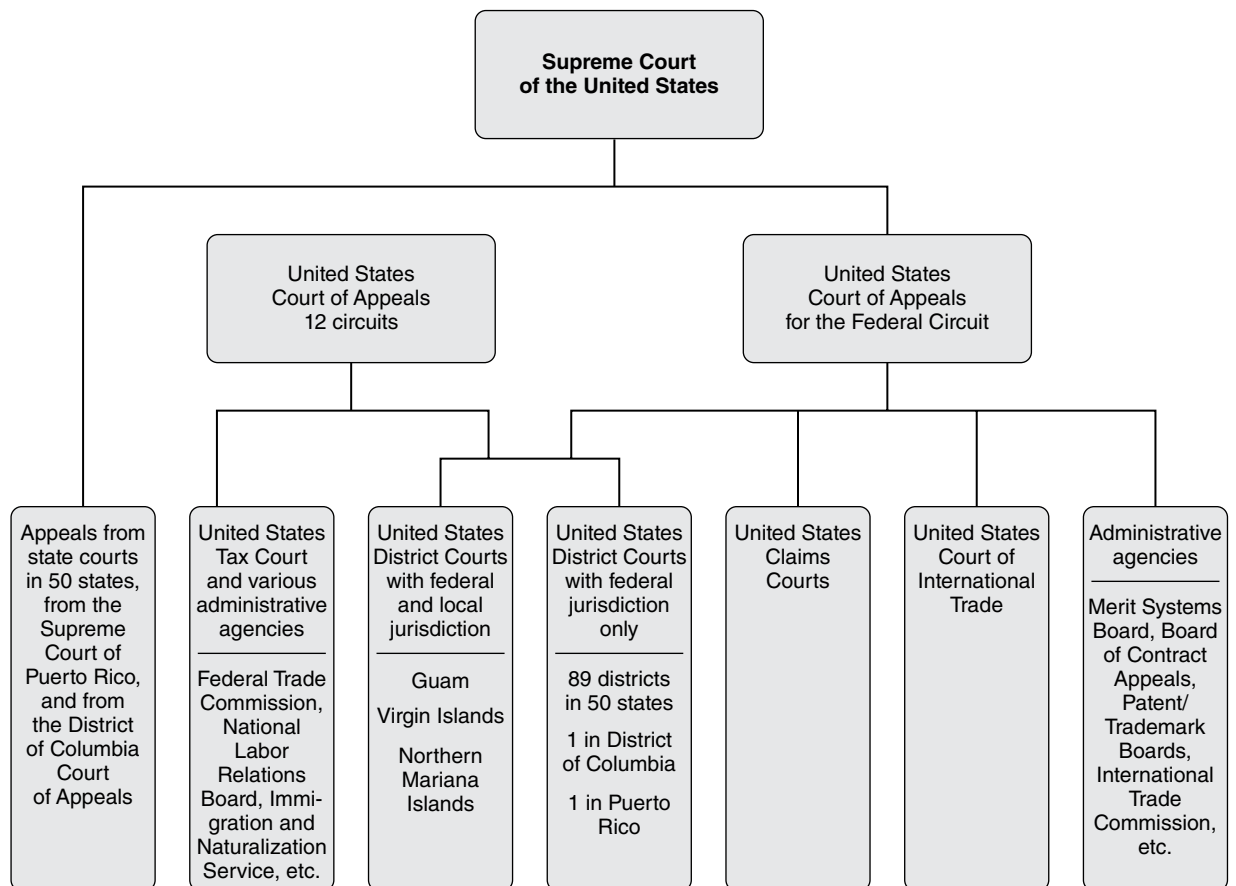 Supreme Court
of the United States
United States
Court of Appeals
12 circuits
United States
Court of Appeals
for the Federal Circuit
Appeals from
state courts
in 50 states,
from the
Supreme
Court of
Puerto Rico,
and from
the District
of Columbia
Court
of Appeals
United States
Tax Court
and various
administrative
agencies
Federal Trade
Commission,
National
Labor
Relations
Board, Immi-
gration and
Naturalization
Service, etc.
United States
District Courts
with federal
and local
jurisdiction
Guam
Virgin Islands
Northern
Mariana
Islands
United States
District Courts
with federal
jurisdiction
only
89 districts
in 50 states
1 in District
of Columbia
1 in Puerto
Rico
United States
Claims
Courts
United States
Court of
International
Trade
Administrative
agencies
Merit Systems
Board, Board
of Contract
Appeals,
Patent/
Trademark
Boards,
International
Trade
Commission,
etc.